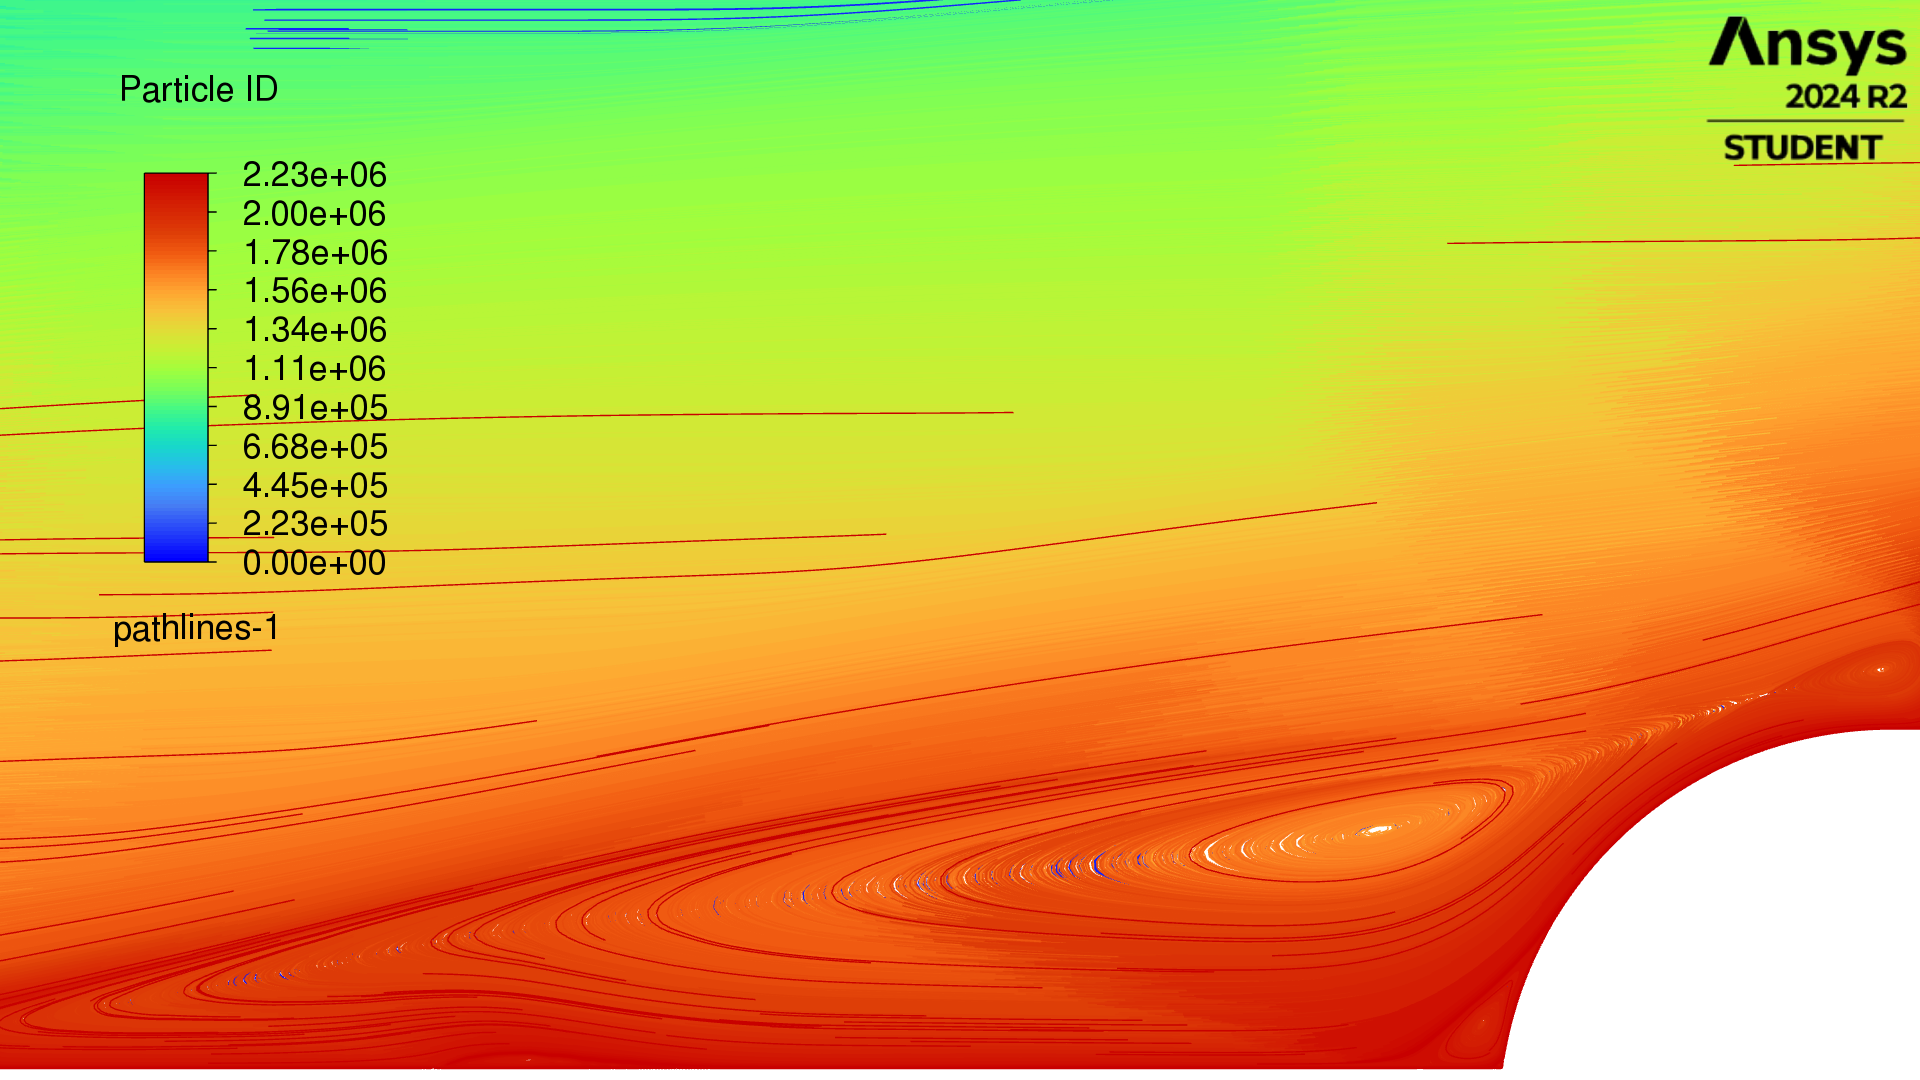 Ansys
2024 R2
STUDENT
Particle ID
2.23e+06
2.00e+06
1.78e+06
1.56e+06
1.34e+06
1.11e+06
8.91e+05
6.68e+05
4.45e+05
2.23e+05
0.00e+00
pathlines-1